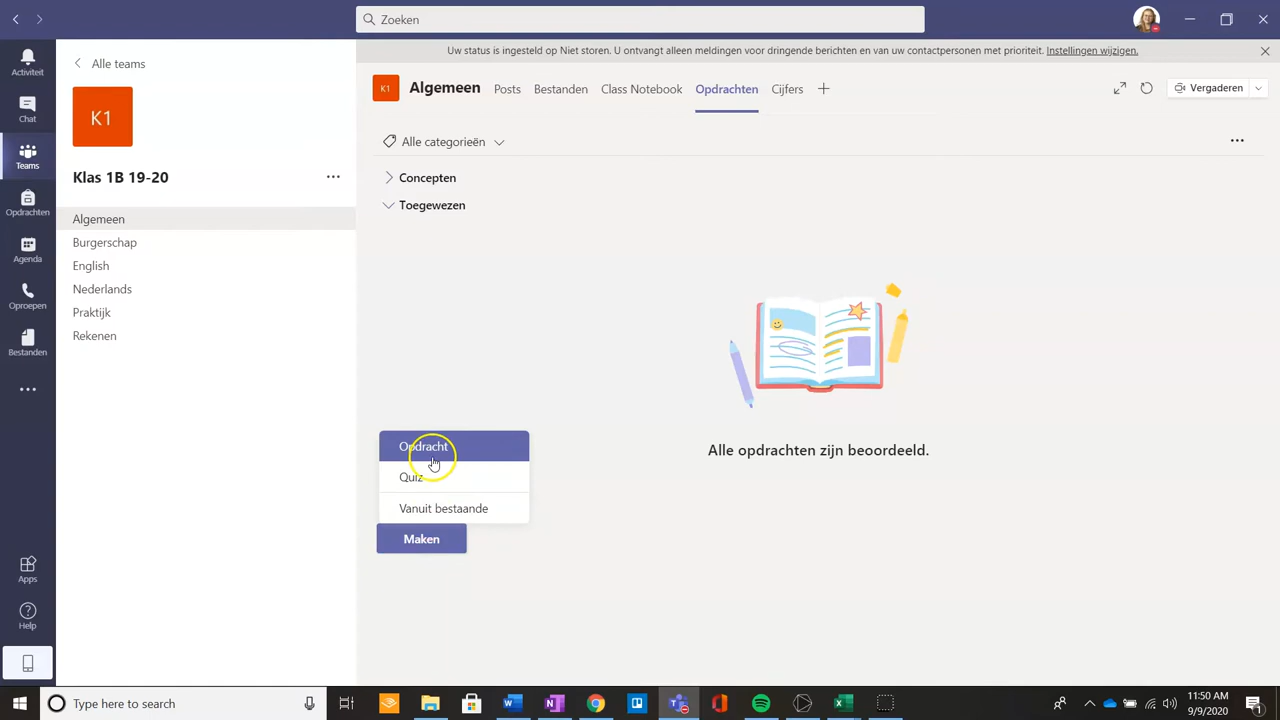 Zoeken
Uw status is ingesteld op Niet storen. U ontvangt alleen meldingen voor dringende berichten en van uw contactpersonen met prioriteit. Instellingen wijzigen.
Activiteit
Chat
Teams
Opdrachten
Agenda
Oproepen
Bestanden
Apps
Help
Alle teams
K1
Klas 1B 19-20
Algemeen
Burgerschap
English
Nederlands
Praktijk
Rekenen
K1 Algemeen Posts Bestanden Class Notebook Opdrachten Cijfers Vergaderen
Alle categorieën
Concepten
Toegewezen
Alle opdrachten zijn beoordeeld.
Opdracht
Quiz
Vanuit bestaande
Maken
Type here to search
11:50 AM
9/9/2020
1